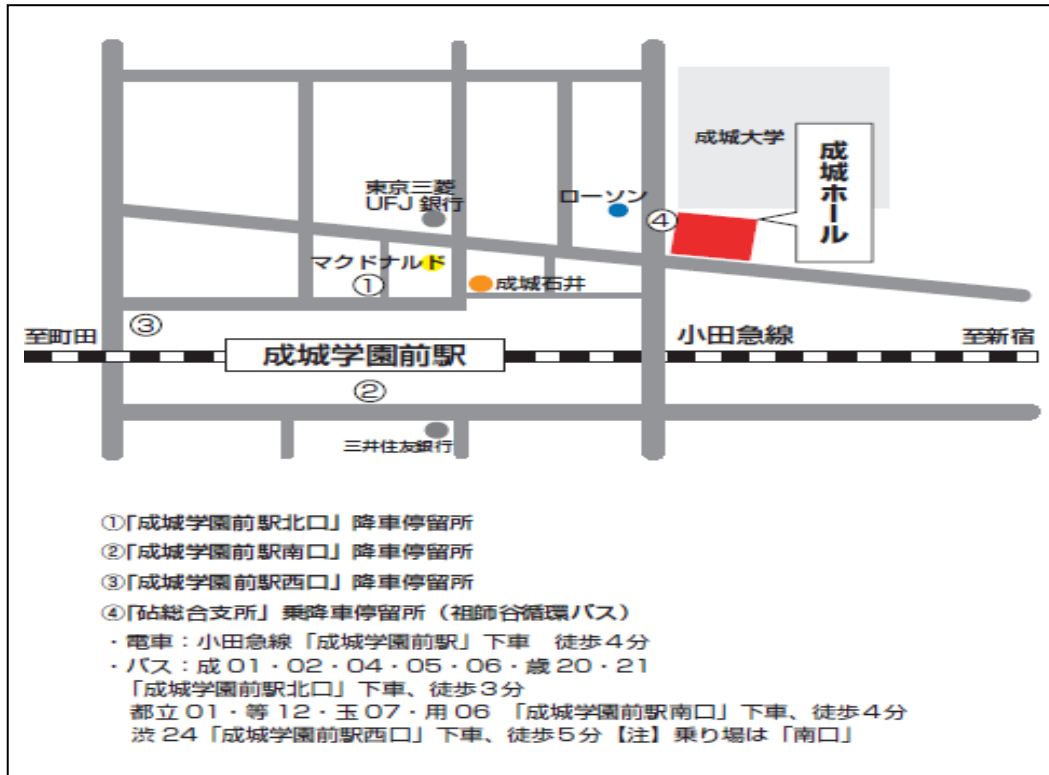 成城大学
成城ホール
東京三菱
UFJ 銀行
ローソン
④
マクドナルド
①
成城石井
③
至町田
小田急線
至新宿
成城学園前駅
②
三井住友銀行
①「成城学園前駅北口」降車停留所
②「成城学園前駅南口」降車停留所
③「成城学園前駅西口」降車停留所
④「砧総合支所」乗降車停留所（祖師谷循環バス）
・電車：小田急線「成城学園前駅」下車　徒歩4分
・バス：成 01・02・04・05・06・歳 20・21
「成城学園前駅北口」下車、徒歩3分
都立 01・等 12・玉 07・用 06 「成城学園前駅南口」下車、徒歩4分
渋 24「成城学園前駅西口」下車、徒歩5分【注】乗り場は「南口」